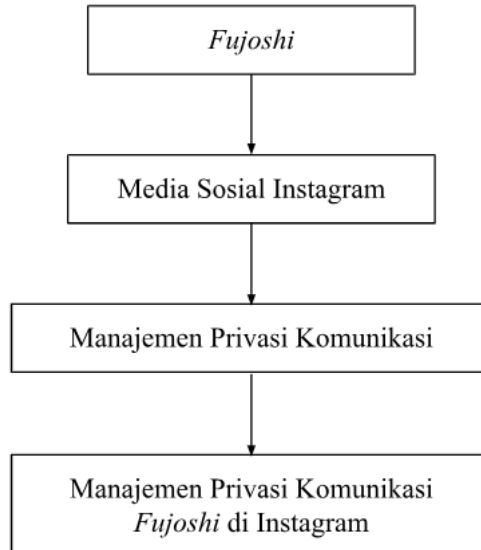 Fujoshi
Media Sosial Instagram
Manajemen Privasi Komunikasi
Manajemen Privasi Komunikasi
Fujoshi di Instagram